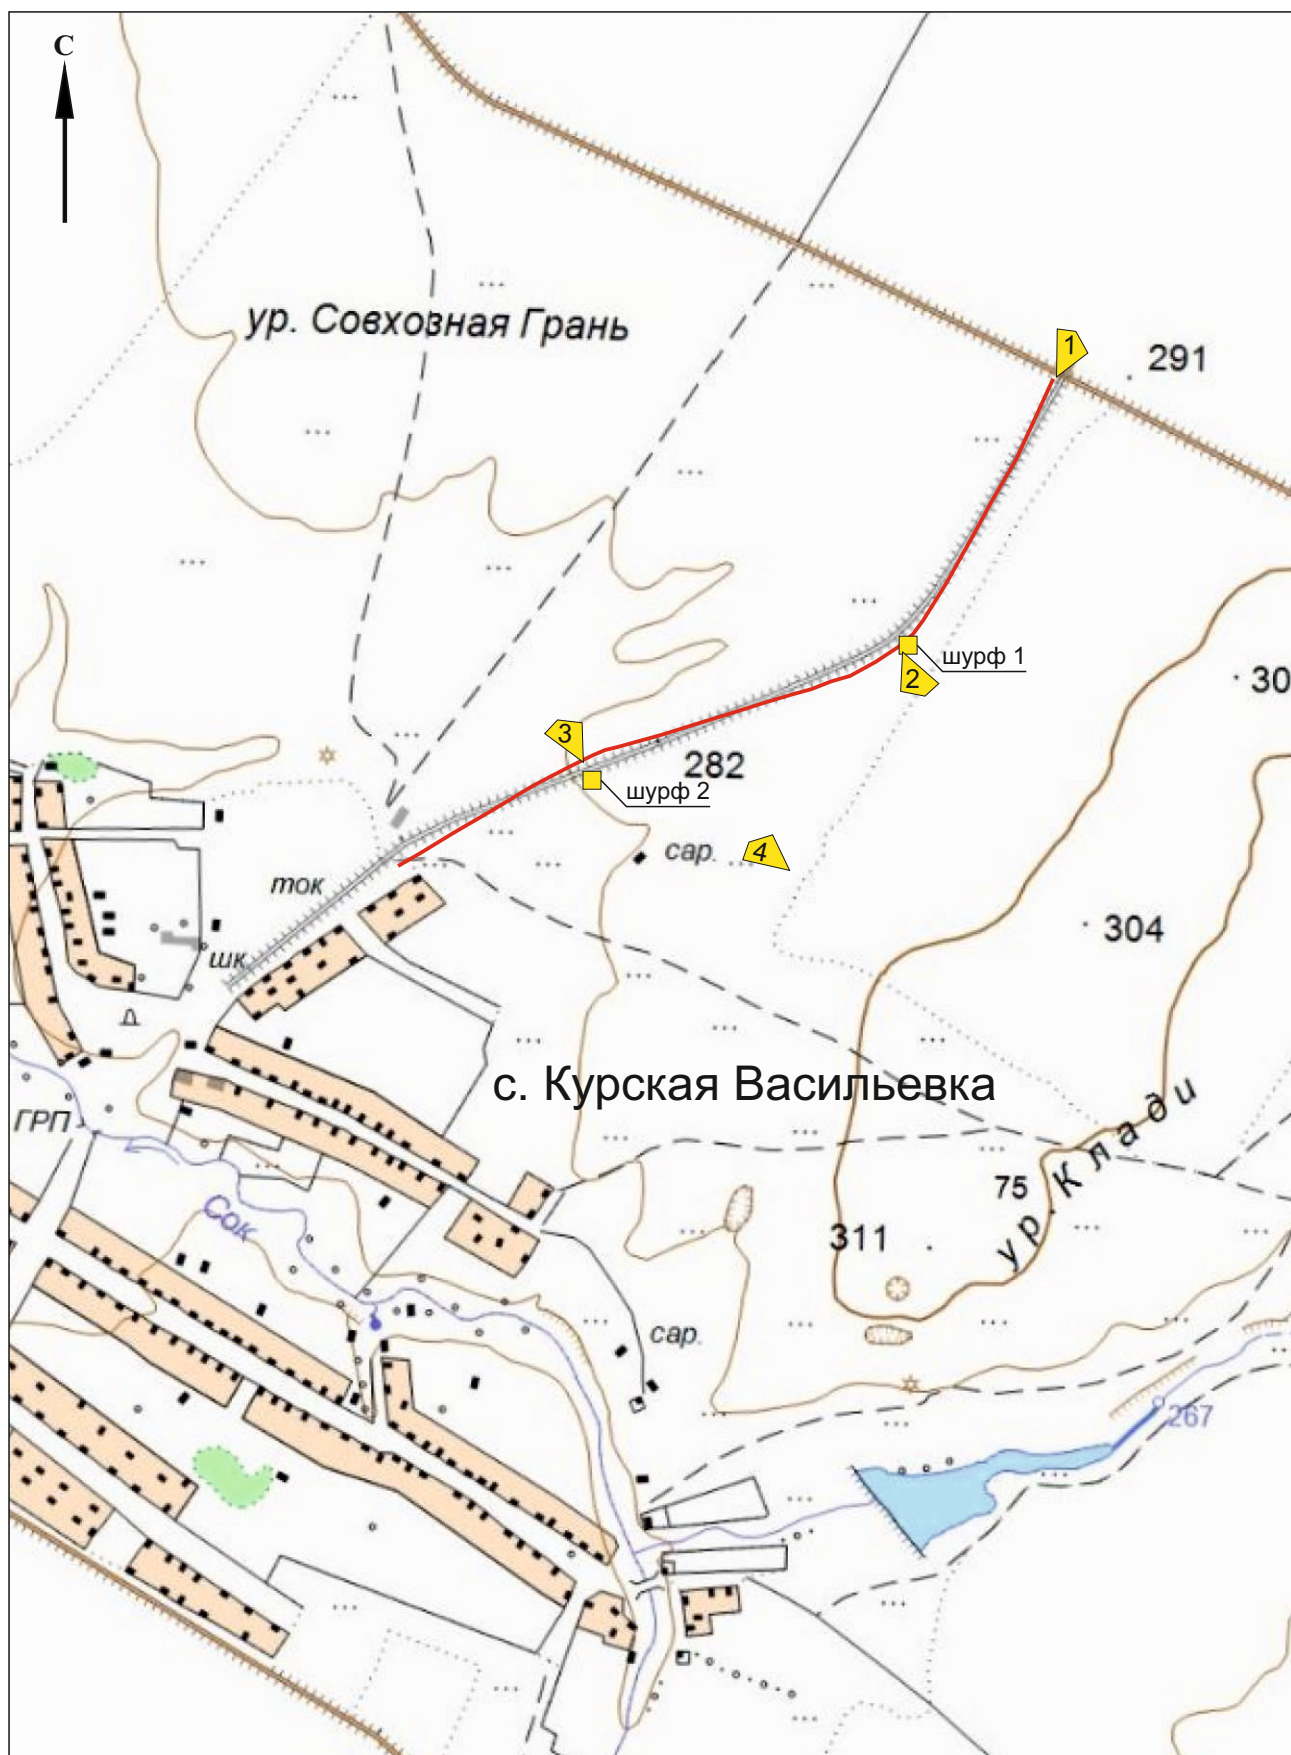 С
ур. Совхозная Грань
1
291
шурф 1
2
30
3
282
шурф 2
сар.
4
ток
304
шк
с. Курская Васильевка
ГРП
75
ур. Клади
Сок
311
сар.
267